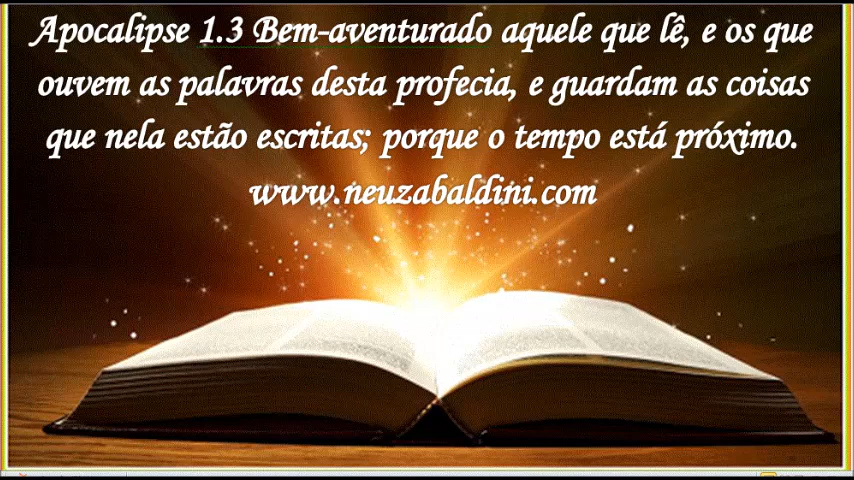 Apocalipse 1.3 Bem-aventurado aquele que lê, e os que
ouvem as palavras desta profecia, e guardam as coisas
que nela estão escritas; porque o tempo está próximo.
www.neuzabaldini.com